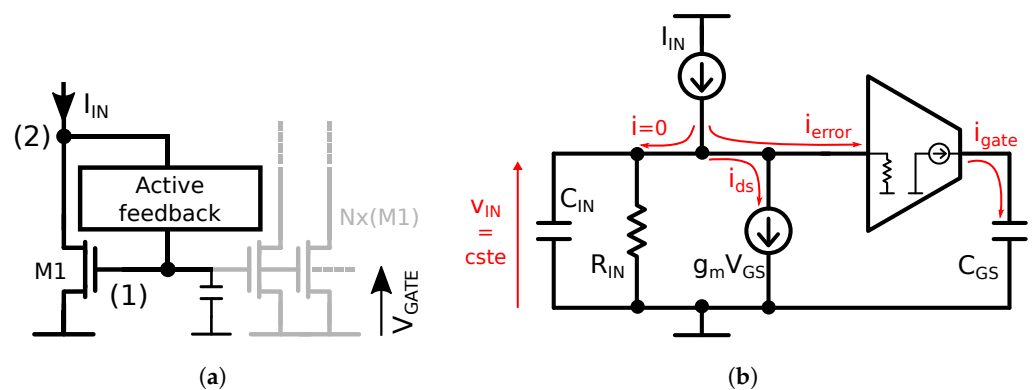 I_IN
(2)
Active
feedback
Nx(M1)
M1
(1)
V_GATE
(a)
I_IN
i=0
i_error
i_gate
i_ds
v_IN
=
cste
C_IN
R_IN
g_mV_GS
C_GS
(b)